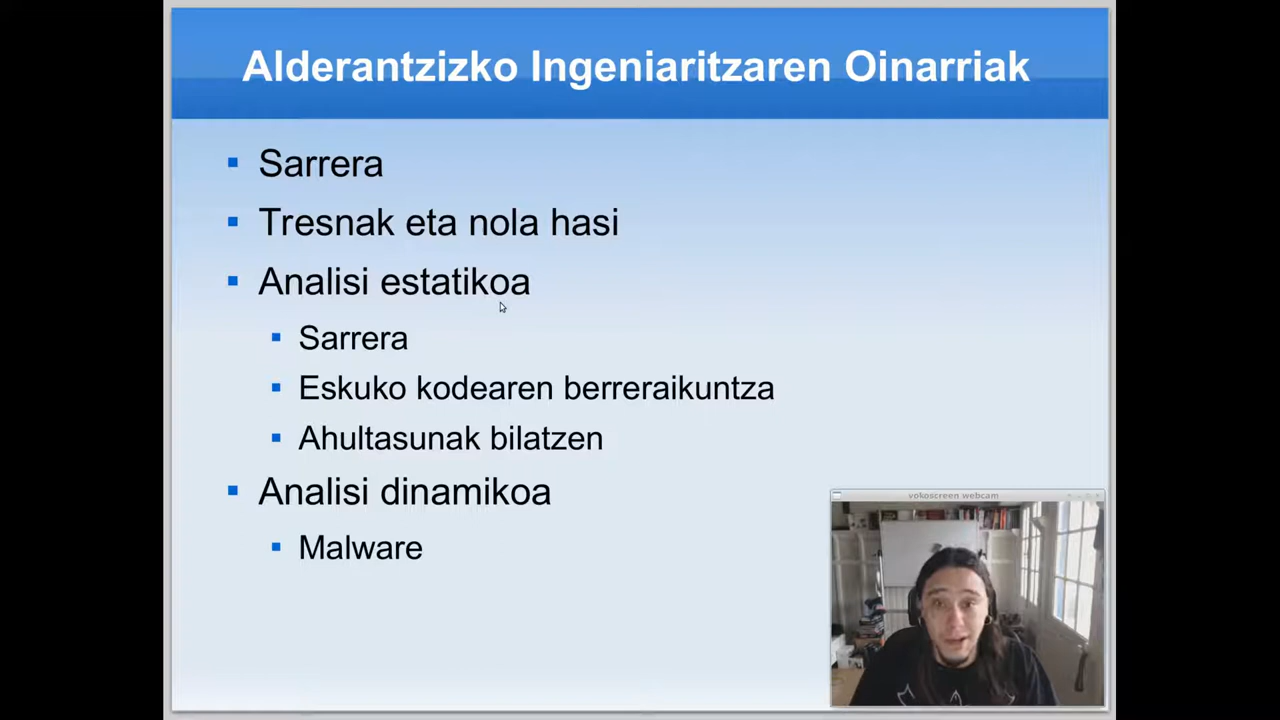 Alderantzizko Ingeniaritzaren Oinarriak
Sarrera
Tresnak eta nola hasi
Analisi estatikoa
Sarrera
Eskuko kodearen berreraikuntza
Ahultasunak bilatzen
Analisi dinamikoa
Malware
vokoscreen webcam